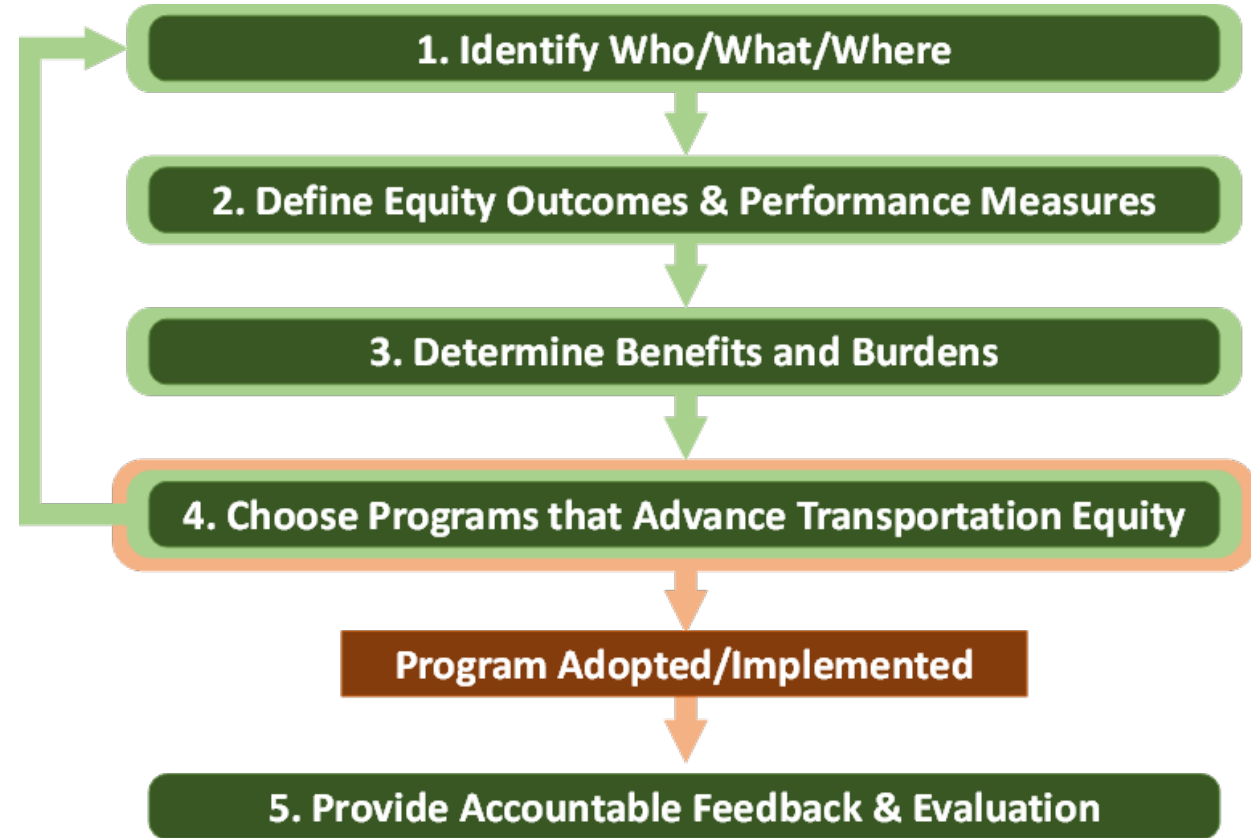 1. Identify Who/What/Where
2. Define Equity Outcomes & Performance Measures
3. Determine Benefits and Burdens
4. Choose Programs that Advance Transportation Equity
Program Adopted/Implemented
5. Provide Accountable Feedback & Evaluation